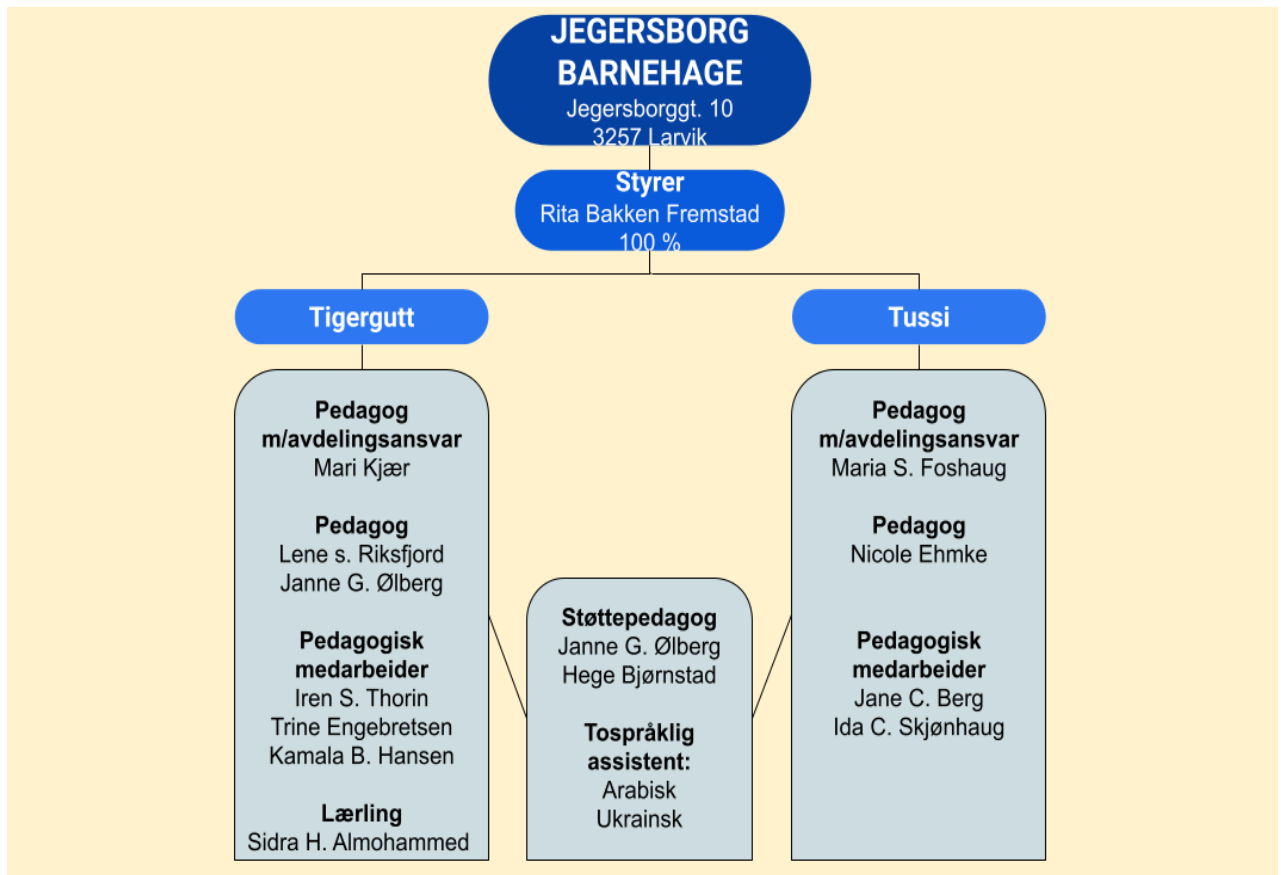 JEGERSBORG
BARNEHAGE
Jegersborggt. 10
3257 Larvik
Styrer
Rita Bakken Fremstad
100 %
Tigergutt
Pedagog
m/avdelingsansvar
Mari Kjær
Pedagog
Lene s. Riksfjord
Janne G. Ølberg
Pedagogisk
medarbeider
Iren S. Thorin
Trine Engebretsen
Kamala B. Hansen
Lærling
Sidra H. Almohammed
Støttepedagog
Janne G. Ølberg
Hege Bjørnstad
Tospråklig
assistent:
Arabisk
Ukrainsk
Tussi
Pedagog
m/avdelingsansvar
Maria S. Foshaug
Pedagog
Nicole Ehmke
Pedagogisk
medarbeider
Jane C. Berg
Ida C. Skjønhaug